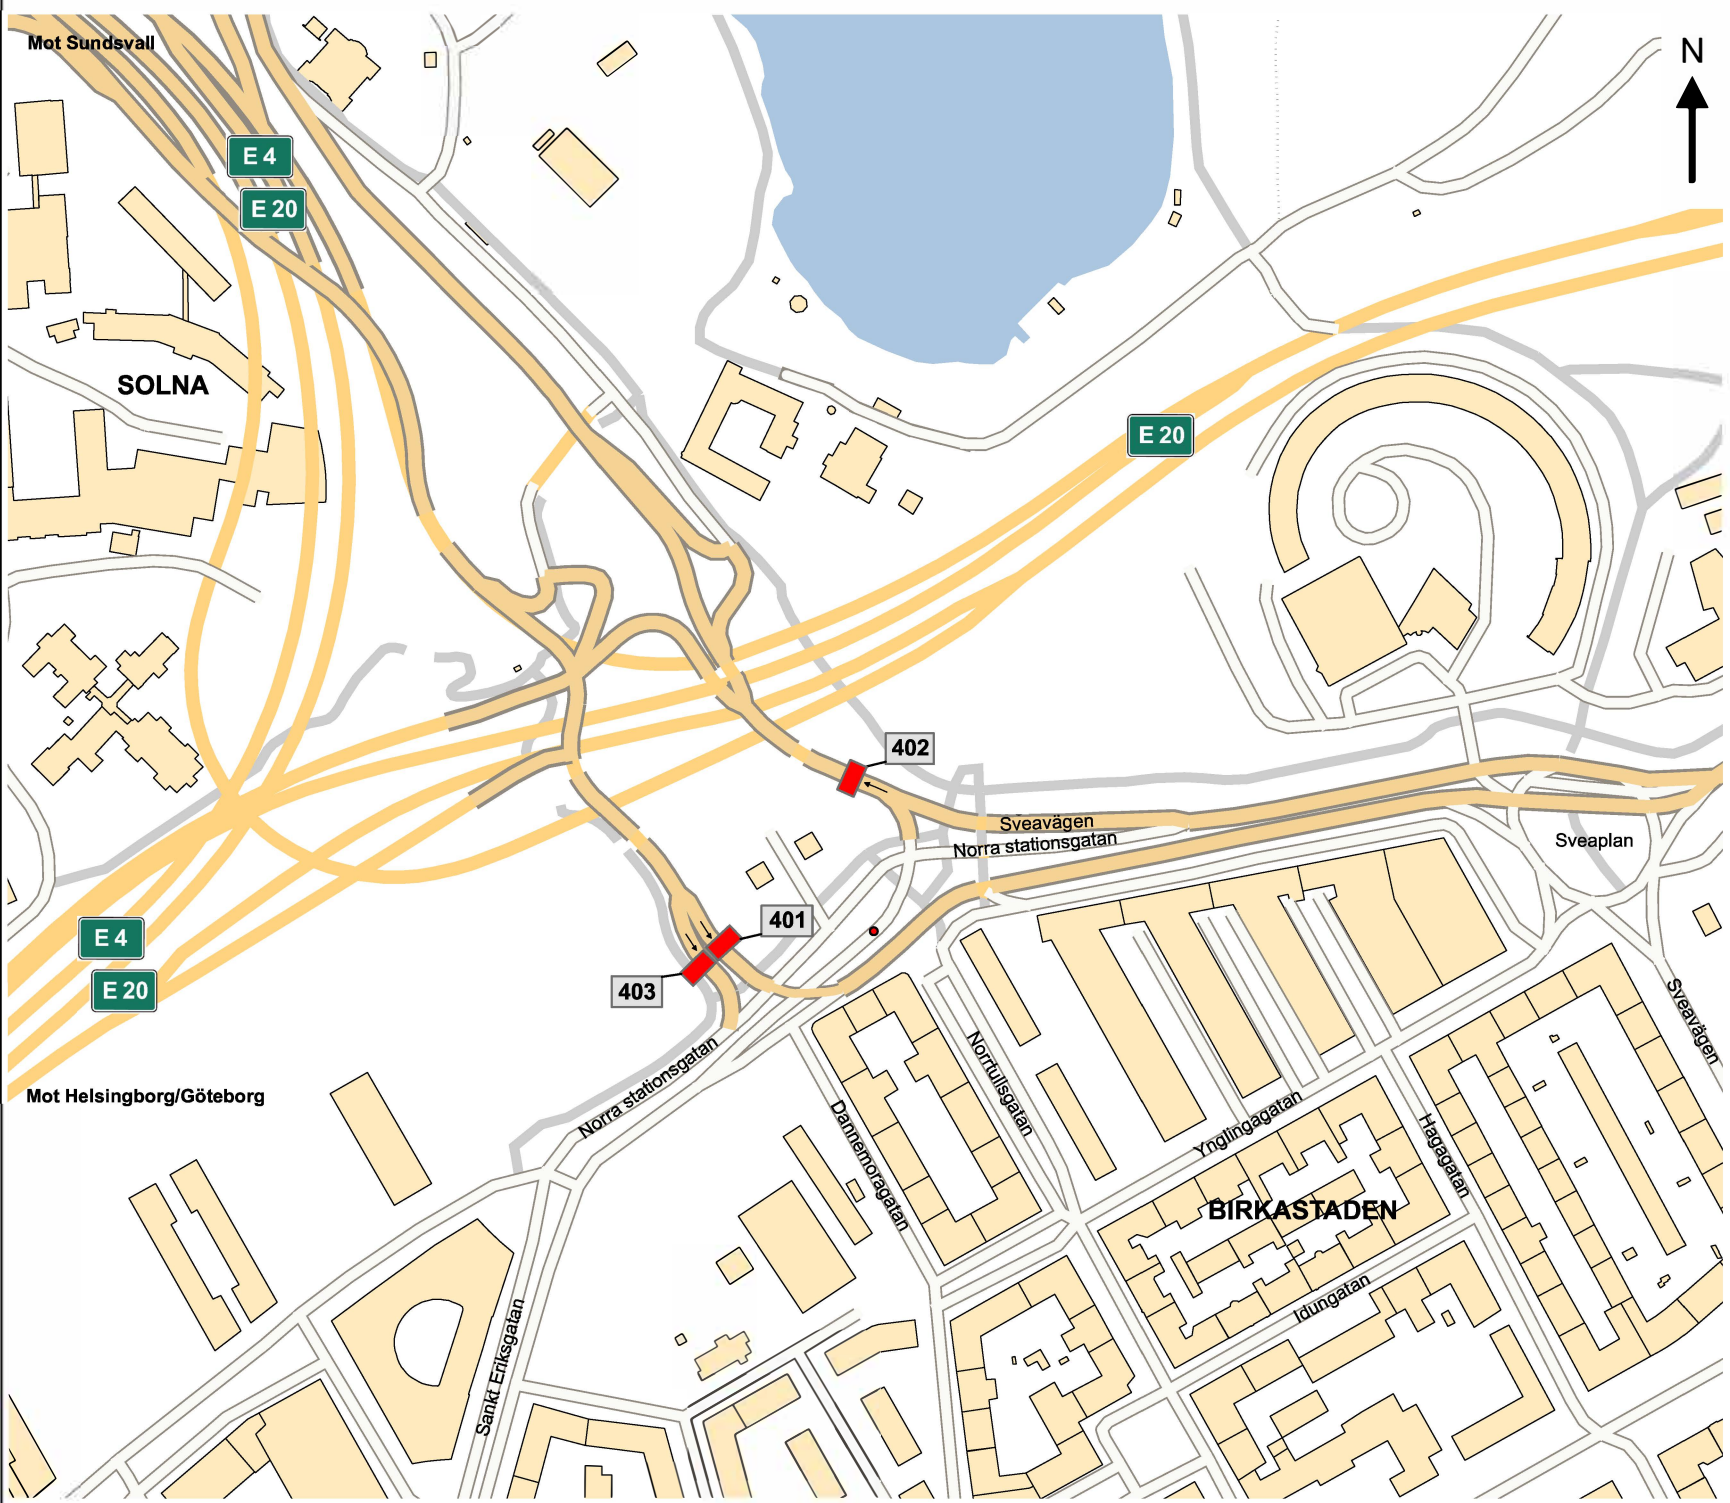 Mot Sundsvall
N
E 4
E 20
SOLNA
E 20
402
Sveavägen
Norra stationsgatan
Sveaplan
401
403
E 4
E 20
Sveavägen
Norra stationsgatan
Norrtullsgatan
Mot Helsingborg/Göteborg
Dannemoragatan
Ynglingagatan
Hagagatan
BIRKASTADEN
Idungatan
Sankt Eriksgatan